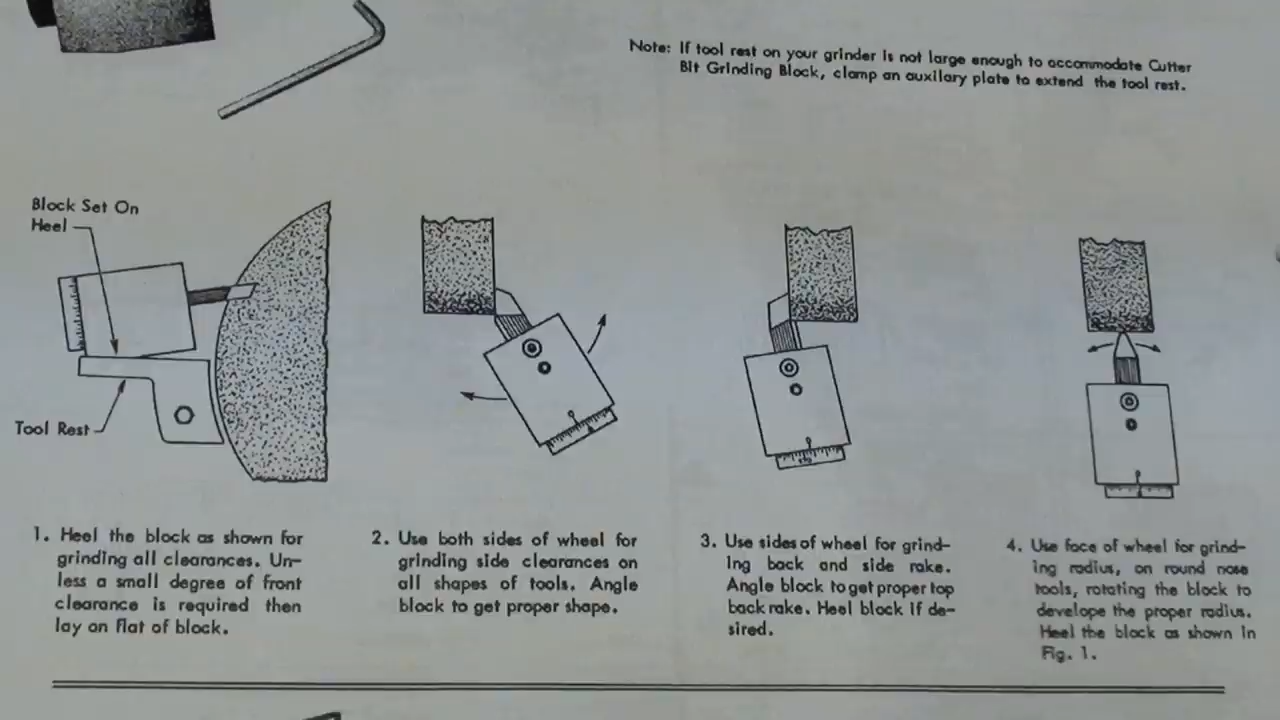 Note: If tool rest on your grinder is not large enough to accommodate Cutter
Bit Grinding Block, clamp an auxilary plate to extend the tool rest.
Block Set On
Heel
Tool Rest
1. Heel the block as shown for
grinding all clearances. Un-
less a small degree of front
clearance is required then
lay on flat of block.
2. Use both sides of wheel for
grinding side clearances on
all shapes of tools. Angle
block to get proper shape.
3. Use sides of wheel for grind-
ing back and side rake.
Angle block to get proper top
back rake. Heel block if de-
sired.
4. Use face of wheel for grind-
ing radius, on round nose
tools, rotating the block to
develope the proper radius.
Heel the block as shown in
Fig. 1.